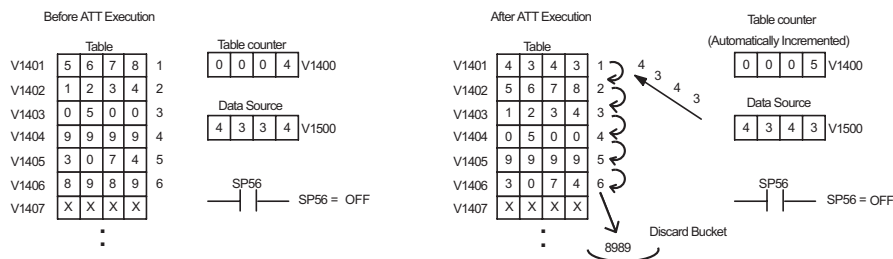 Before ATT Execution
Table
V1401 5 6 7 8 1
V1402 1 2 3 4 2
V1403 0 5 0 0 3
V1404 9 9 9 9 4
V1405 3 0 7 4 5
V1406 8 9 8 9 6
V1407 X X X X
Table counter
0 0 0 4 V1400
Data Source
4 3 3 4 V1500
SP56
SP56 = OFF
After ATT Execution
Table
V1401 4 3 4 3 1
V1402 5 6 7 8 2
V1403 1 2 3 4 3
V1404 0 5 0 0 4
V1405 9 9 9 9 5
V1406 3 0 7 4 6
V1407 X X X X
4 3 4 3
Discard Bucket
8989
Table counter
(Automatically Incremented)
0 0 0 5 V1400
Data Source
4 3 4 3 V1500
SP56
SP56 = OFF